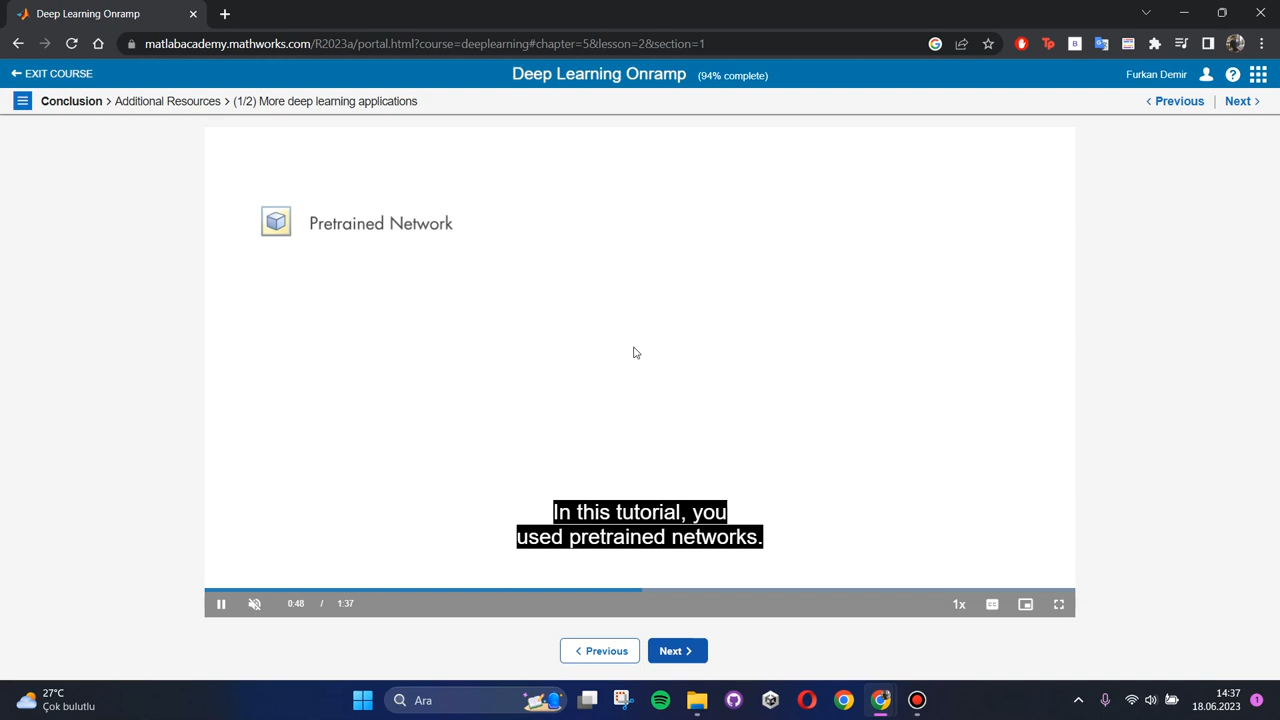 Deep Learning Onramp
matlabacademy.mathworks.com/R2023a/portal.html?course=deeplearning#chapter=5&lesson=2&section=1
EXIT COURSE
Deep Learning Onramp (94% complete)
Furkan Demir
Conclusion > Additional Resources > (1/2) More deep learning applications
Previous
Next
Pretrained Network
In this tutorial, you
used pretrained networks.
0:48 / 1:37
1x
CC
Previous
Next
27°C
Çok bulutlu
Ara
14:37
18.06.2023
1